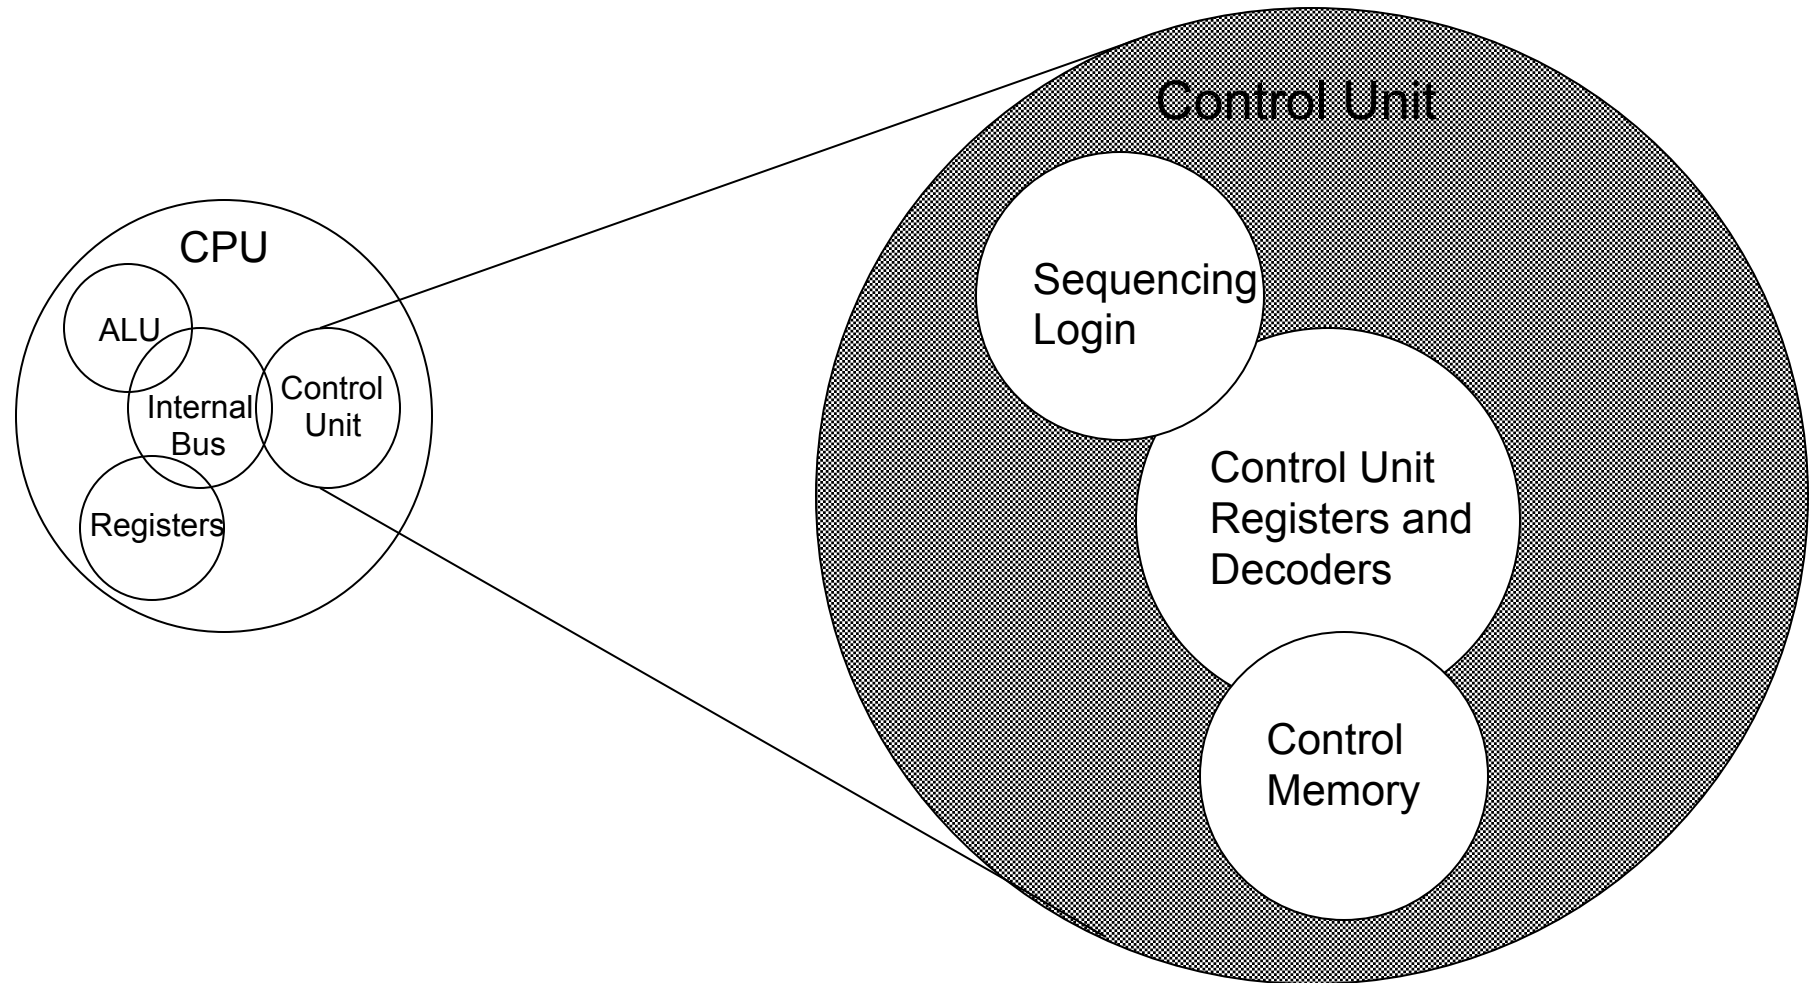 CPU
ALU
Internal
Bus
Control
Unit
Registers
Control Unit
Sequencing
Login
Control Unit
Registers and
Decoders
Control
Memory